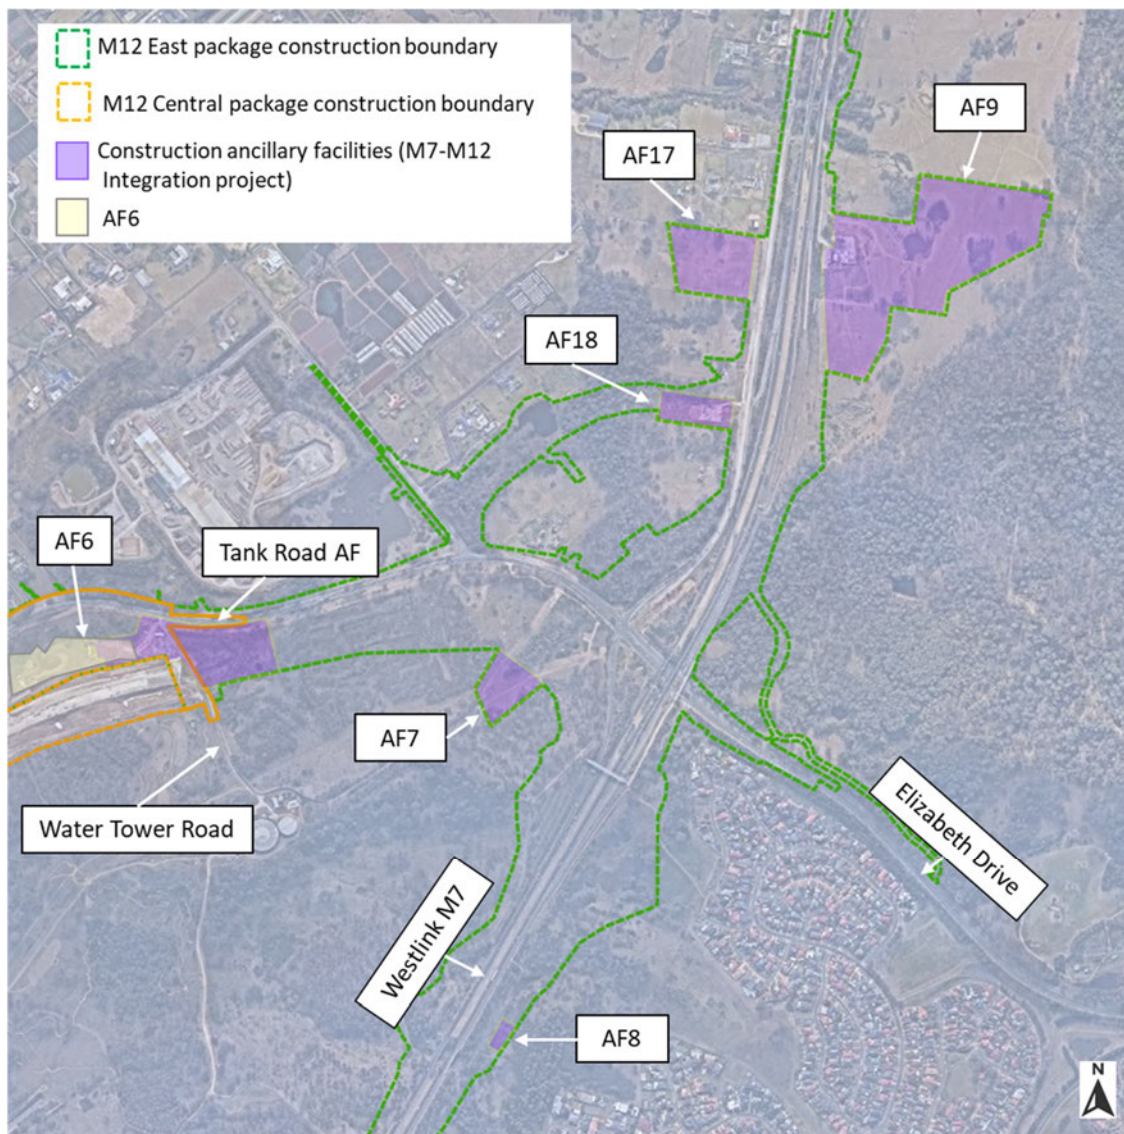 M12 East package construction boundary
M12 Central package construction boundary
Construction ancillary facilities (M7-M12
Integration project)
AF6
AF9
AF17
AF18
AF6
Tank Road AF
AF7
Water Tower Road
Elizabeth Drive
Westlink M7
AF8
N